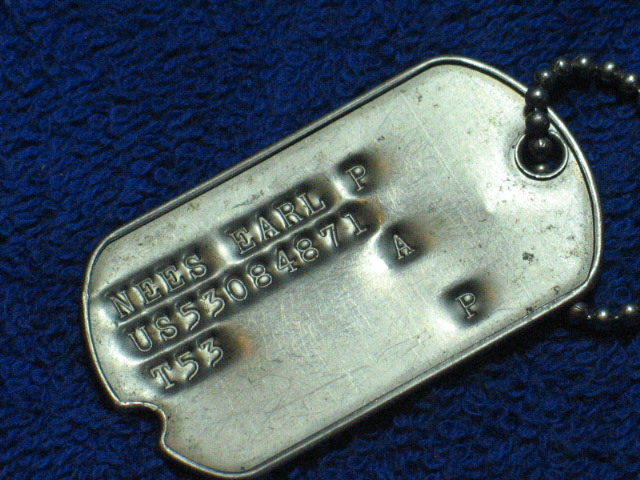 NEES EARL P
US53084871 A
T53
P